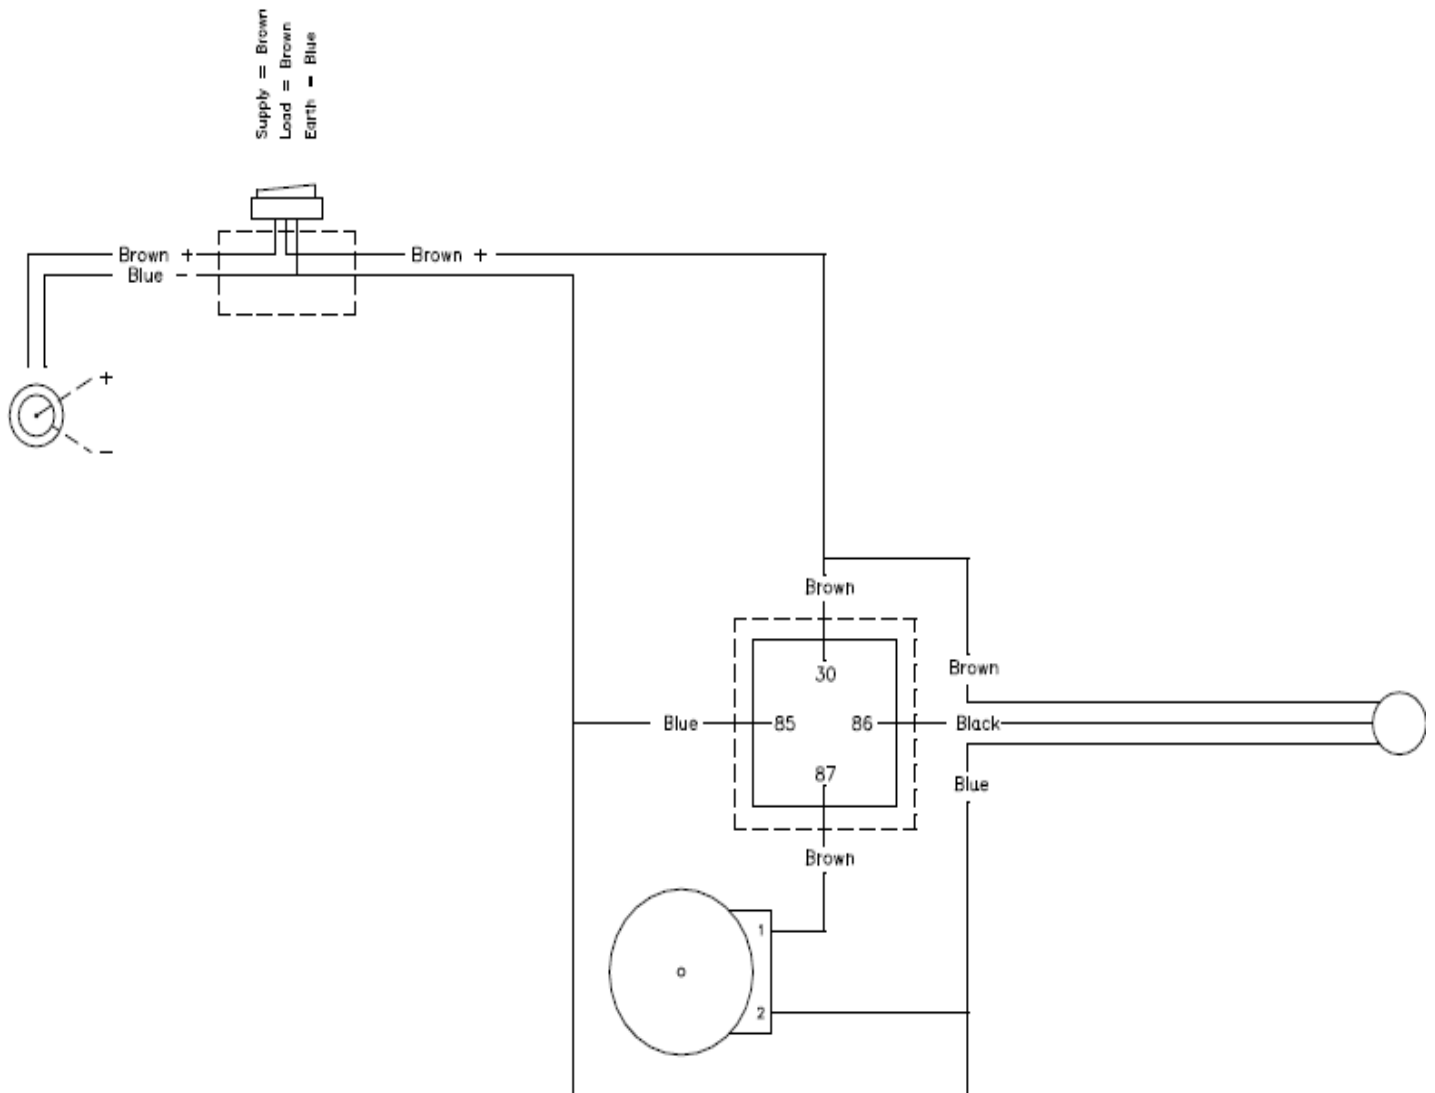 Supply = Brown
Load = Brown
Earth = Blue
Brown +
Brown +
Blue -
+
-
Brown
Brown
30
Blue
85
86
Black
87
Blue
Brown
1
2